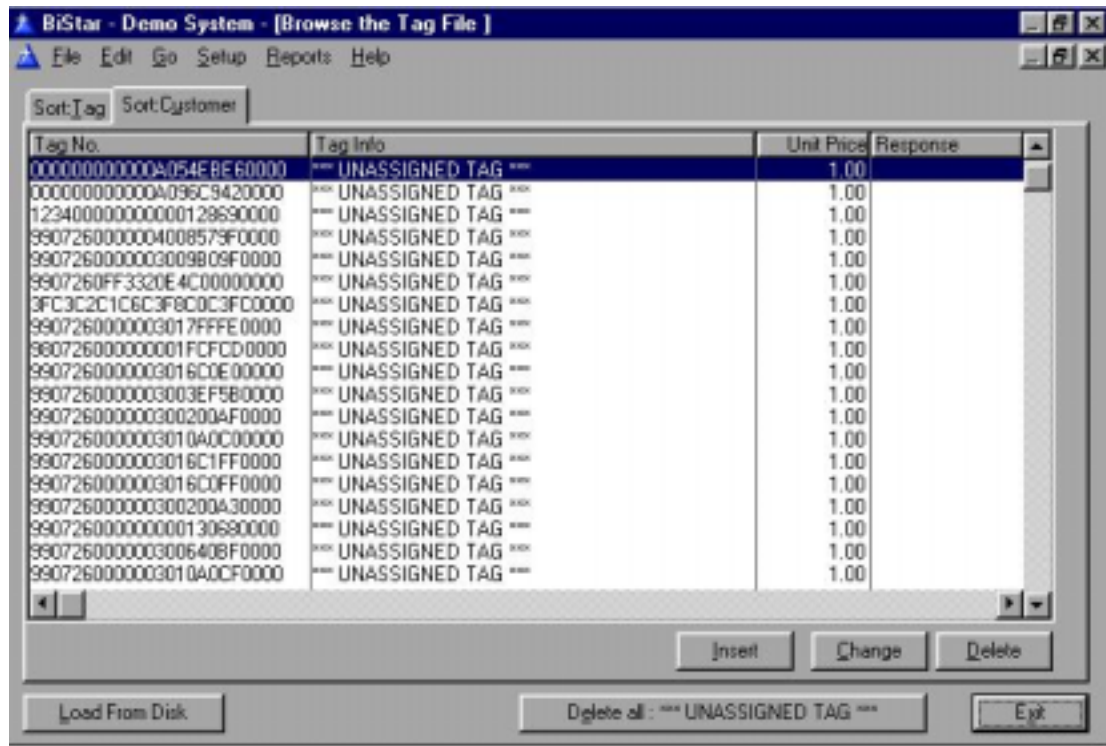 BiStar - Demo System - [Browse the Tag File ]
File Edit Go Setup Reports Help
Sort:Tag Sort:Customer
Tag No. Tag Info Unit Price Response
000000000000A054EBE60000 *** UNASSIGNED TAG *** 1.00
000000000000A096C9420000 *** UNASSIGNED TAG *** 1.00
123400000000000128690000 *** UNASSIGNED TAG *** 1.00
99072600000004008579F0000 *** UNASSIGNED TAG *** 1.00
99072600000003009B09F0000 *** UNASSIGNED TAG *** 1.00
9907260FF3320E4C00000000 *** UNASSIGNED TAG *** 1.00
3FC3C2C1C6C3F8C0C3FC0000 *** UNASSIGNED TAG *** 1.00
9907260000003017FFFE0000 *** UNASSIGNED TAG *** 1.00
980726000000001FCFCD0000 *** UNASSIGNED TAG *** 1.00
9907260000003016C0E00000 *** UNASSIGNED TAG *** 1.00
9907260000003003EF5B0000 *** UNASSIGNED TAG *** 1.00
990726000000300200AF0000 *** UNASSIGNED TAG *** 1.00
9907260000003010A0C00000 *** UNASSIGNED TAG *** 1.00
9907260000003016C1FF0000 *** UNASSIGNED TAG *** 1.00
9907260000003016C0FF0000 *** UNASSIGNED TAG *** 1.00
990726000000300200A30000 *** UNASSIGNED TAG *** 1.00
990726000000000130680000 *** UNASSIGNED TAG *** 1.00
990726000000300640BF0000 *** UNASSIGNED TAG *** 1.00
9907260000003010A0CF0000 *** UNASSIGNED TAG *** 1.00
Insert Change Delete
Load From Disk Delete all : *** UNASSIGNED TAG *** Exit